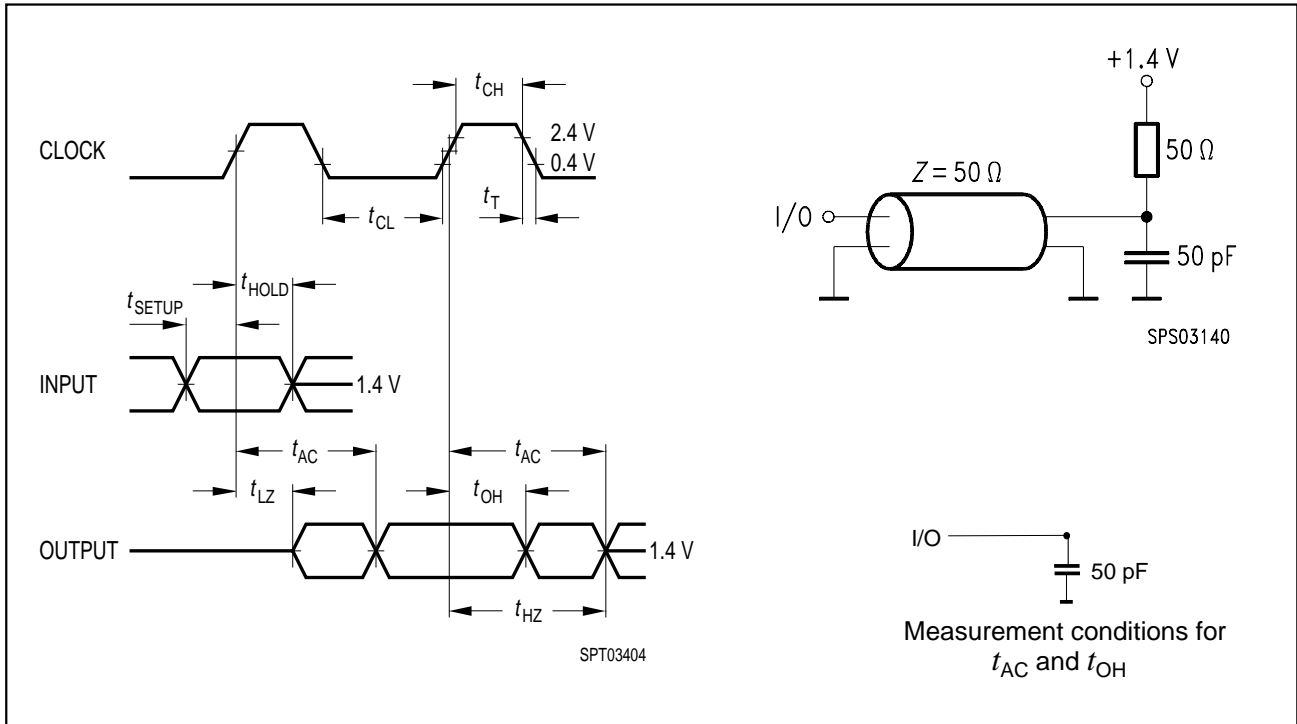 CLOCK
tCH
2.4 V
0.4 V
tCL
tT
tHOLD
tSETUP
INPUT
1.4 V
tAC
tAC
tLZ
tOH
OUTPUT
1.4 V
tHZ
SPT03404
+1.4 V
50 Ω
Z = 50 Ω
I/O
50 pF
SPS03140
I/O
50 pF
Measurement conditions for
tAC and tOH